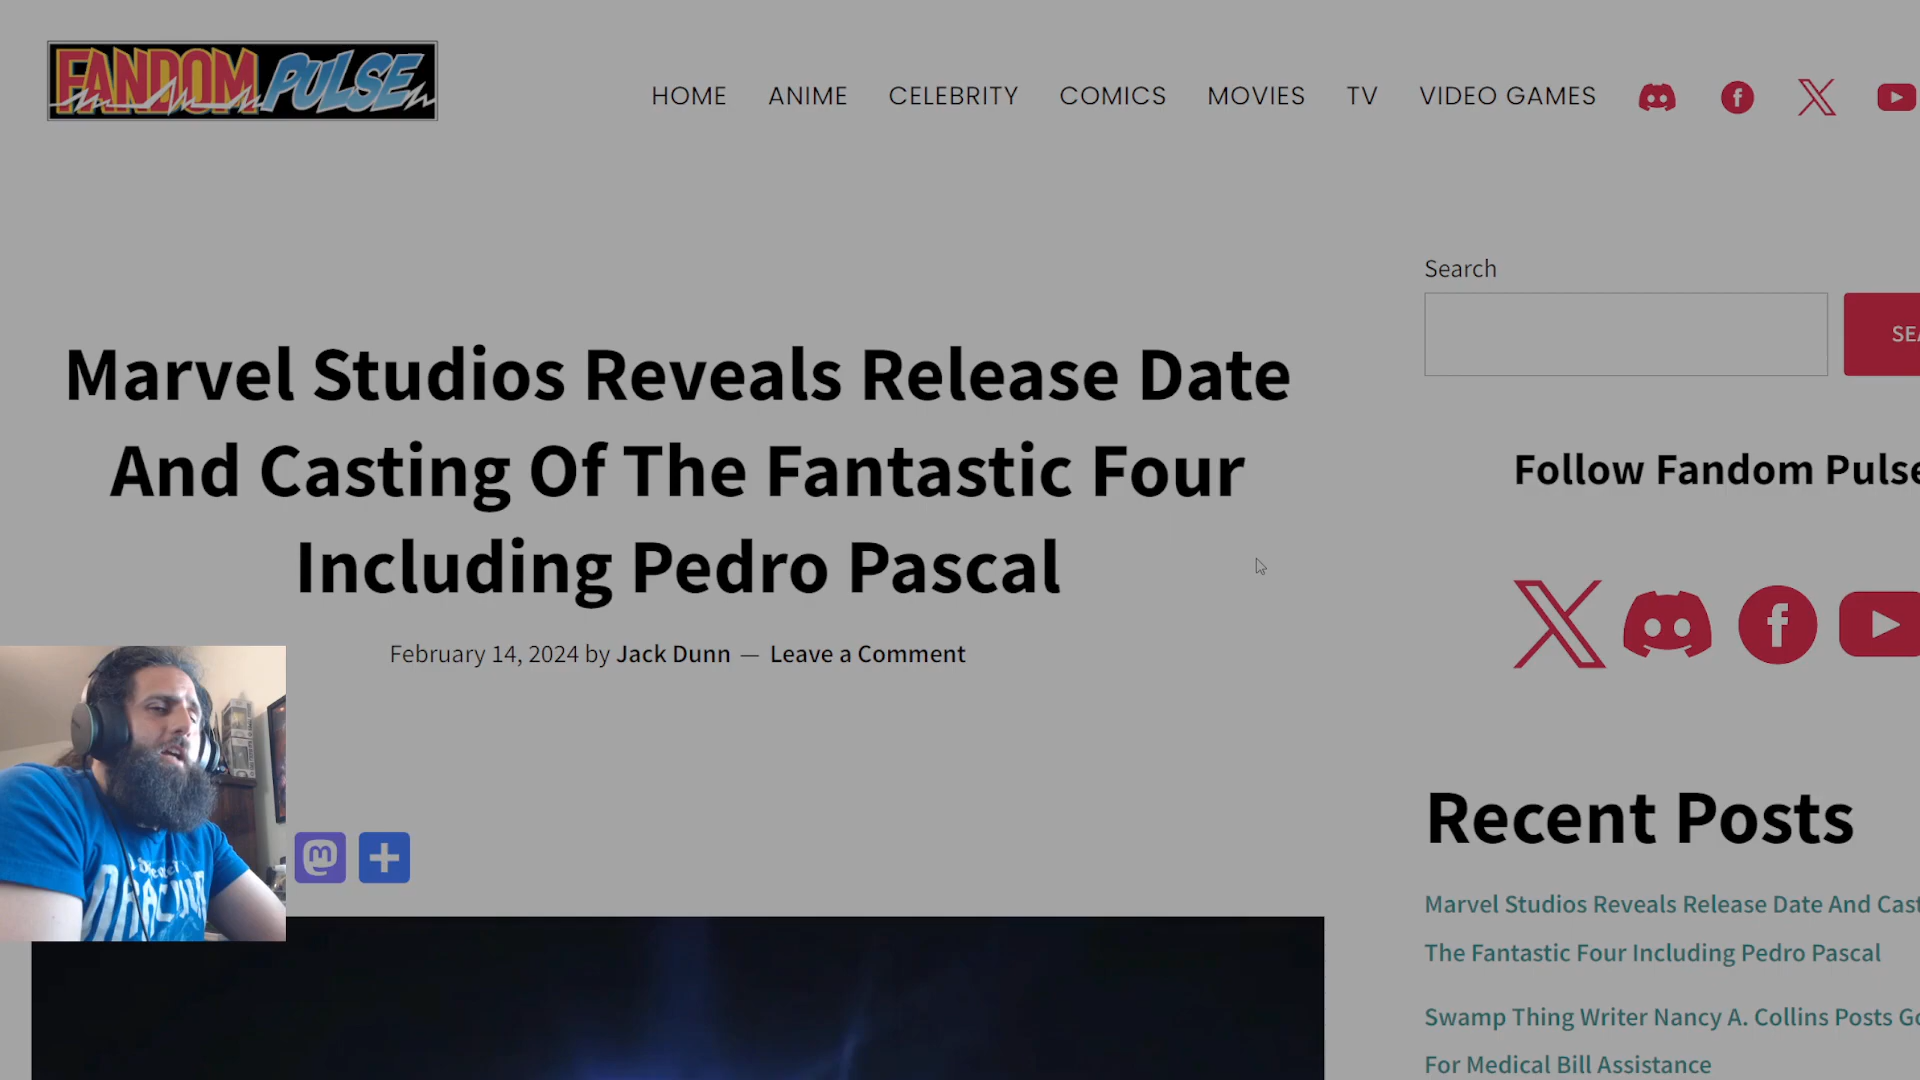 FANDOM PULSE
HOME ANIME CELEBRITY COMICS MOVIES TV VIDEO GAMES
Search
Marvel Studios Reveals Release Date
And Casting Of The Fantastic Four
Including Pedro Pascal
February 14, 2024 by Jack Dunn — Leave a Comment
Follow Fandom Pulse
Recent Posts
Marvel Studios Reveals Release Date And Cast
The Fantastic Four Including Pedro Pascal
Swamp Thing Writer Nancy A. Collins Posts Go
For Medical Bill Assistance